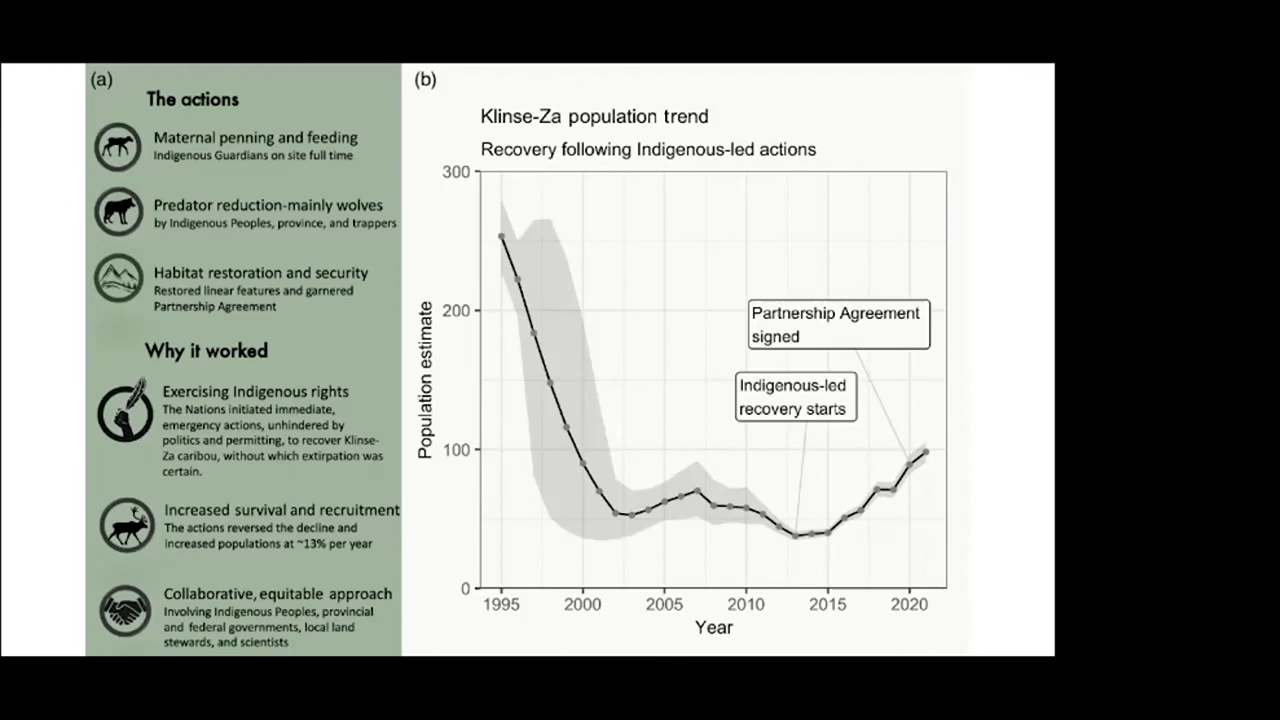 (a)
The actions
Maternal penning and feeding
Indigenous Guardians on site full time
Predator reduction-mainly wolves
by Indigenous Peoples, province, and trappers
Habitat restoration and security
Restored linear features and garnered
Partnership Agreement
Why it worked
Exercising Indigenous rights
The Nations initiated immediate,
emergency actions, unhindered by
politics and permitting, to recover Klinse-
Za caribou, without which extirpation was
certain.
Increased survival and recruitment
The actions reversed the decline and
increased populations at ~13% per year
Collaborative, equitable approach
Involving Indigenous Peoples, provincial
and federal governments, local land
stewards, and scientists
(b)
Klinse-Za population trend
Recovery following Indigenous-led actions
300
200
100
0
Population estimate
Partnership Agreement
signed
Indigenous-led
recovery starts
1995 2000 2005 2010 2015 2020
Year